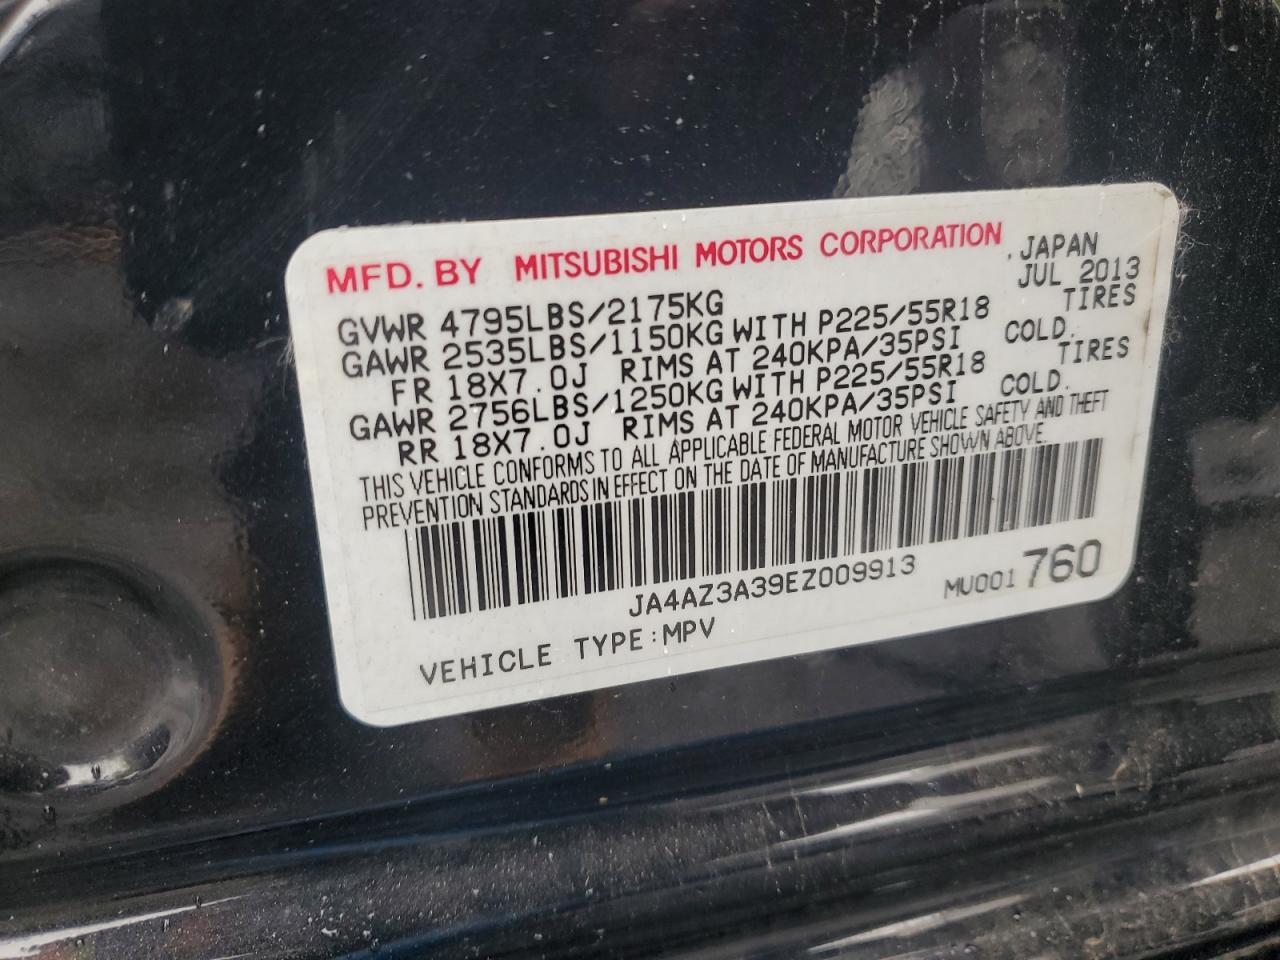 MFD. BY MITSUBISHI MOTORS CORPORATION , JAPAN
JUL 2013
GVWR 4795LBS/2175KG
GAWR 2535LBS/1150KG WITH P225/55R18 TIRES
FR 18X7.0J RIMS AT 240KPA/35PSI COLD.
GAWR 2756LBS/1250KG WITH P225/55R18 TIRES
RR 18X7.0J RIMS AT 240KPA/35PSI COLD.
THIS VEHICLE CONFORMS TO ALL APPLICABLE FEDERAL MOTOR VEHICLE SAFETY AND THEFT
PREVENTION STANDARDS IN EFFECT ON THE DATE OF MANUFACTURE SHOWN ABOVE.
JA4AZ3A39EZ009913
MU001760
VEHICLE TYPE:MPV